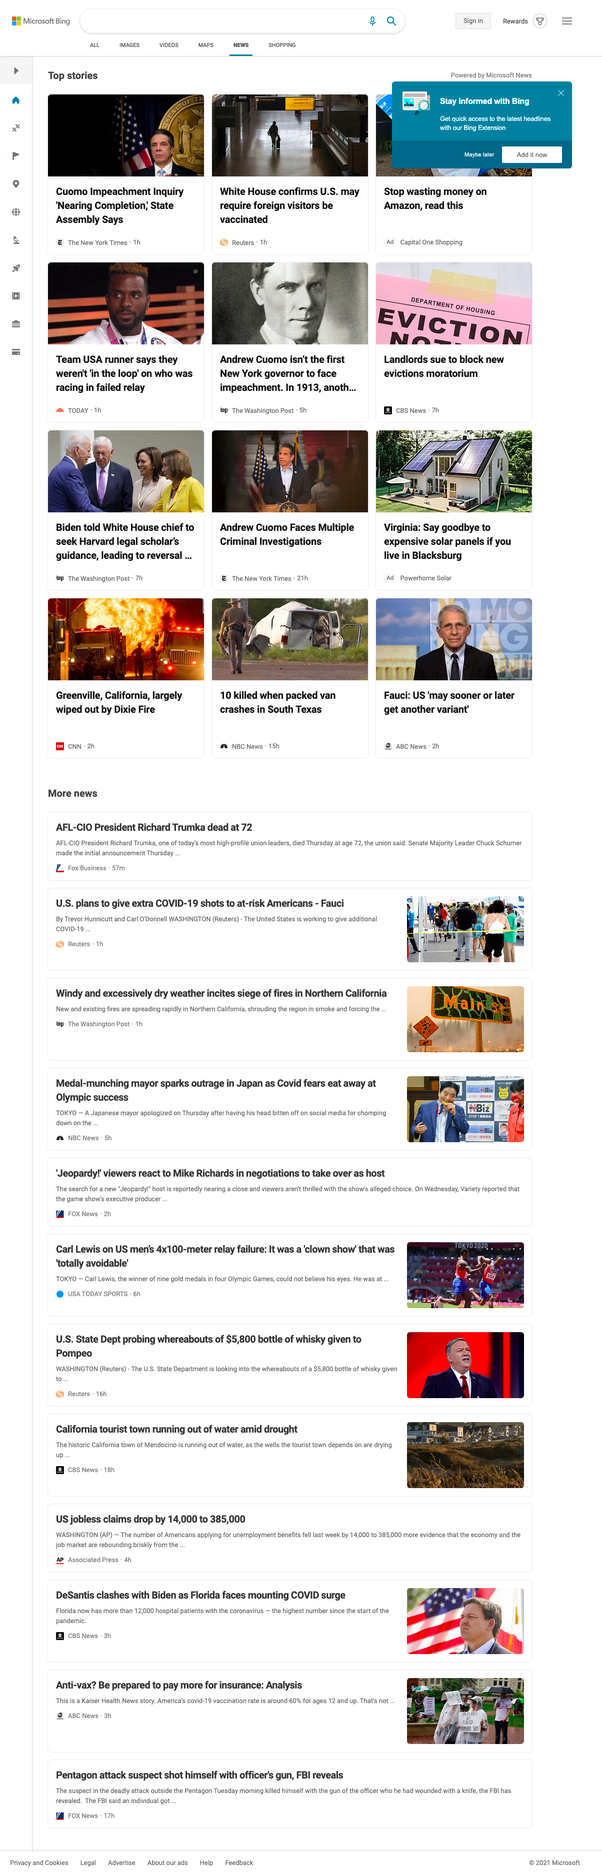 Microsoft Bing
Sign in
Rewards
ALL
IMAGES
VIDEOS
MAPS
NEWS
SHOPPING
Top stories
Powered by Microsoft News
Stay informed with Bing
Get quick access to the latest headlines
with our Bing Extension
Maybe later
Add it now
Cuomo Impeachment Inquiry
'Nearing Completion,' State
Assembly Says
The New York Times · 1h
White House confirms U.S. may
require foreign visitors be
vaccinated
Reuters · 1h
Stop wasting money on
Amazon, read this
Ad Capital One Shopping
DEPARTMENT OF HOUSING
EVICTION
Team USA runner says they
weren't 'in the loop' on who was
racing in failed relay
TODAY · 1h
Andrew Cuomo isn't the first
New York governor to face
impeachment. In 1913, anoth...
wp The Washington Post · 5h
Landlords sue to block new
evictions moratorium
CBS News · 7h
Biden told White House chief to
seek Harvard legal scholar's
guidance, leading to reversal ...
wp The Washington Post · 7h
Andrew Cuomo Faces Multiple
Criminal Investigations
The New York Times · 21h
Virginia: Say goodbye to
expensive solar panels if you
live in Blacksburg
Ad Powerhome Solar
Greenville, California, largely
wiped out by Dixie Fire
CNN · 2h
10 killed when packed van
crashes in South Texas
NBC News · 15h
Fauci: US 'may sooner or later
get another variant'
ABC News · 2h
More news
AFL-CIO President Richard Trumka dead at 72
AFL-CIO President Richard Trumka, one of today's most high-profile union leaders, died Thursday at age 72, the union said. Senate Majority Leader Chuck Schumer
made the initial announcement Thursday ...
Fox Business · 57m
U.S. plans to give extra COVID-19 shots to at-risk Americans - Fauci
By Trevor Hunnicutt and Carl O'Donnell WASHINGTON (Reuters) - The United States is working to give additional
COVID-19 ...
Reuters · 1h
Windy and excessively dry weather incites siege of fires in Northern California
New and existing fires are spreading rapidly in Northern California, shrouding the region in smoke and forcing the ...
wp The Washington Post · 1h
Main St
Medal-munching mayor sparks outrage in Japan as Covid fears eat away at
Olympic success
TOKYO — A Japanese mayor apologized on Thursday after having his head bitten off on social media for chomping
down on the ...
NBC News · 5h
'Jeopardy!' viewers react to Mike Richards in negotiations to take over as host
The search for a new "Jeopardy!" host is reportedly nearing a close and viewers aren't thrilled with the show's alleged choice. On Wednesday, Variety reported that
the game show's executive producer ...
FOX News · 2h
Carl Lewis on US men's 4x100-meter relay failure: It was a 'clown show' that was
'totally avoidable'
TOKYO — Carl Lewis, the winner of nine gold medals in four Olympic Games, could not believe his eyes. He was at ...
USA TODAY SPORTS · 6h
TOKYO 2020
U.S. State Dept probing whereabouts of $5,800 bottle of whisky given to
Pompeo
WASHINGTON (Reuters) - The U.S. State Department is looking into the whereabouts of a $5,800 bottle of whisky given
to ...
Reuters · 16h
California tourist town running out of water amid drought
The historic California town of Mendocino is running out of water, as the wells the tourist town depends on are drying
up ...
CBS News · 18h
US jobless claims drop by 14,000 to 385,000
WASHINGTON (AP) — The number of Americans applying for unemployment benefits fell last week by 14,000 to 385,000 more evidence that the economy and the
job market are rebounding briskly from the ...
AP Associated Press · 4h
DeSantis clashes with Biden as Florida faces mounting COVID surge
Florida now has more than 12,000 hospital patients with the coronavirus — the highest number since the start of the
pandemic.
CBS News · 3h
Anti-vax? Be prepared to pay more for insurance: Analysis
This is a Kaiser Health News story. America's covid-19 vaccination rate is around 60% for ages 12 and up. That's not ...
ABC News · 3h
Pentagon attack suspect shot himself with officer's gun, FBI reveals
The suspect in the deadly attack outside the Pentagon Tuesday morning killed himself with the gun of the officer who he had wounded with a knife, the FBI has
revealed. The FBI said an individual got ...
FOX News · 17h
Privacy and Cookies
Legal
Advertise
About our ads
Help
Feedback
© 2021 Microsoft